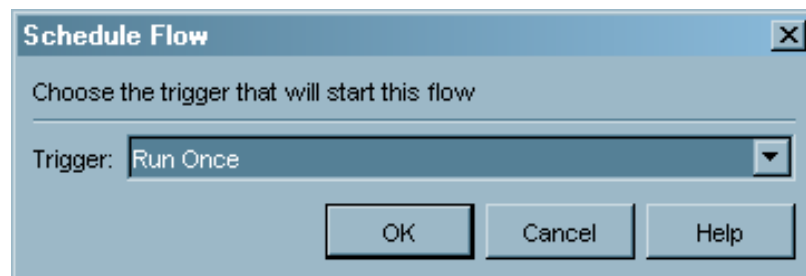 Schedule Flow
Choose the trigger that will start this flow
Trigger: Run Once
OK Cancel Help